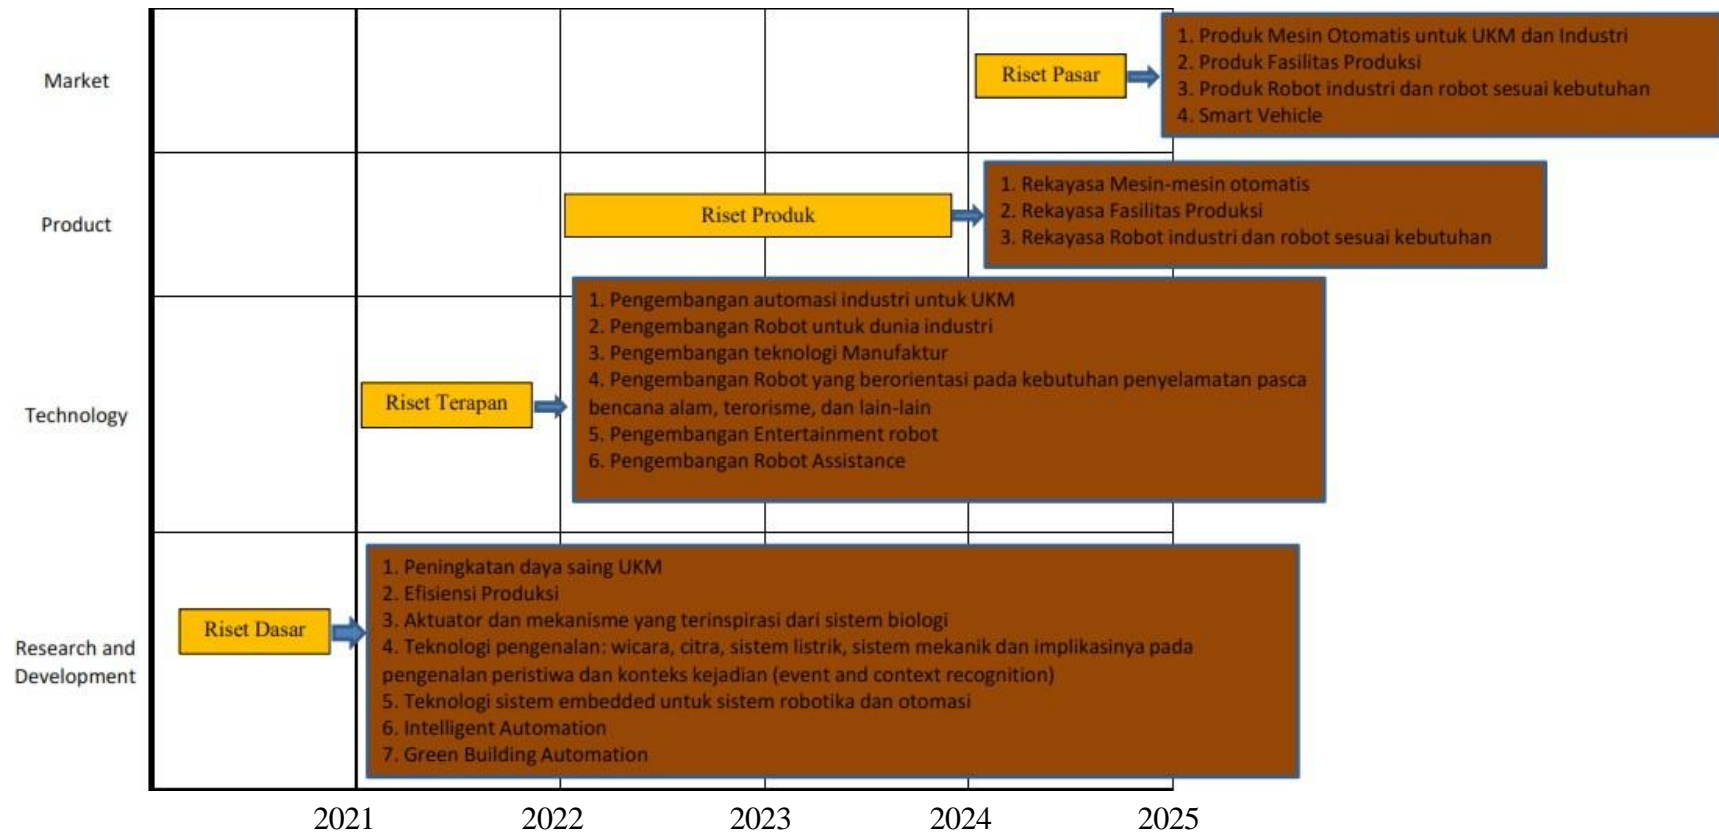 Market
Riset Pasar
1. Produk Mesin Otomatis untuk UKM dan Industri
2. Produk Fasilitas Produksi
3. Produk Robot industri dan robot sesuai kebutuhan
4. Smart Vehicle
Product
Riset Produk
1. Rekayasa Mesin-mesin otomatis
2. Rekayasa Fasilitas Produksi
3. Rekayasa Robot industri dan robot sesuai kebutuhan
Technology
Riset Terapan
1. Pengembangan automasi industri untuk UKM
2. Pengembangan Robot untuk dunia industri
3. Pengembangan teknologi Manufaktur
4. Pengembangan Robot yang berorientasi pada kebutuhan penyelamatan pasca
bencana alam, terorisme, dan lain-lain
5. Pengembangan Entertainment robot
6. Pengembangan Robot Assistance
Research and
Development
Riset Dasar
1. Peningkatan daya saing UKM
2. Efisiensi Produksi
3. Aktuator dan mekanisme yang terinspirasi dari sistem biologi
4. Teknologi pengenalan: wicara, citra, sistem listrik, sistem mekanik dan implikasinya pada
pengenalan peristiwa dan konteks kejadian (event and context recognition)
5. Teknologi sistem embedded untuk sistem robotika dan otomasi
6. Intelligent Automation
7. Green Building Automation
2021 2022 2023 2024 2025